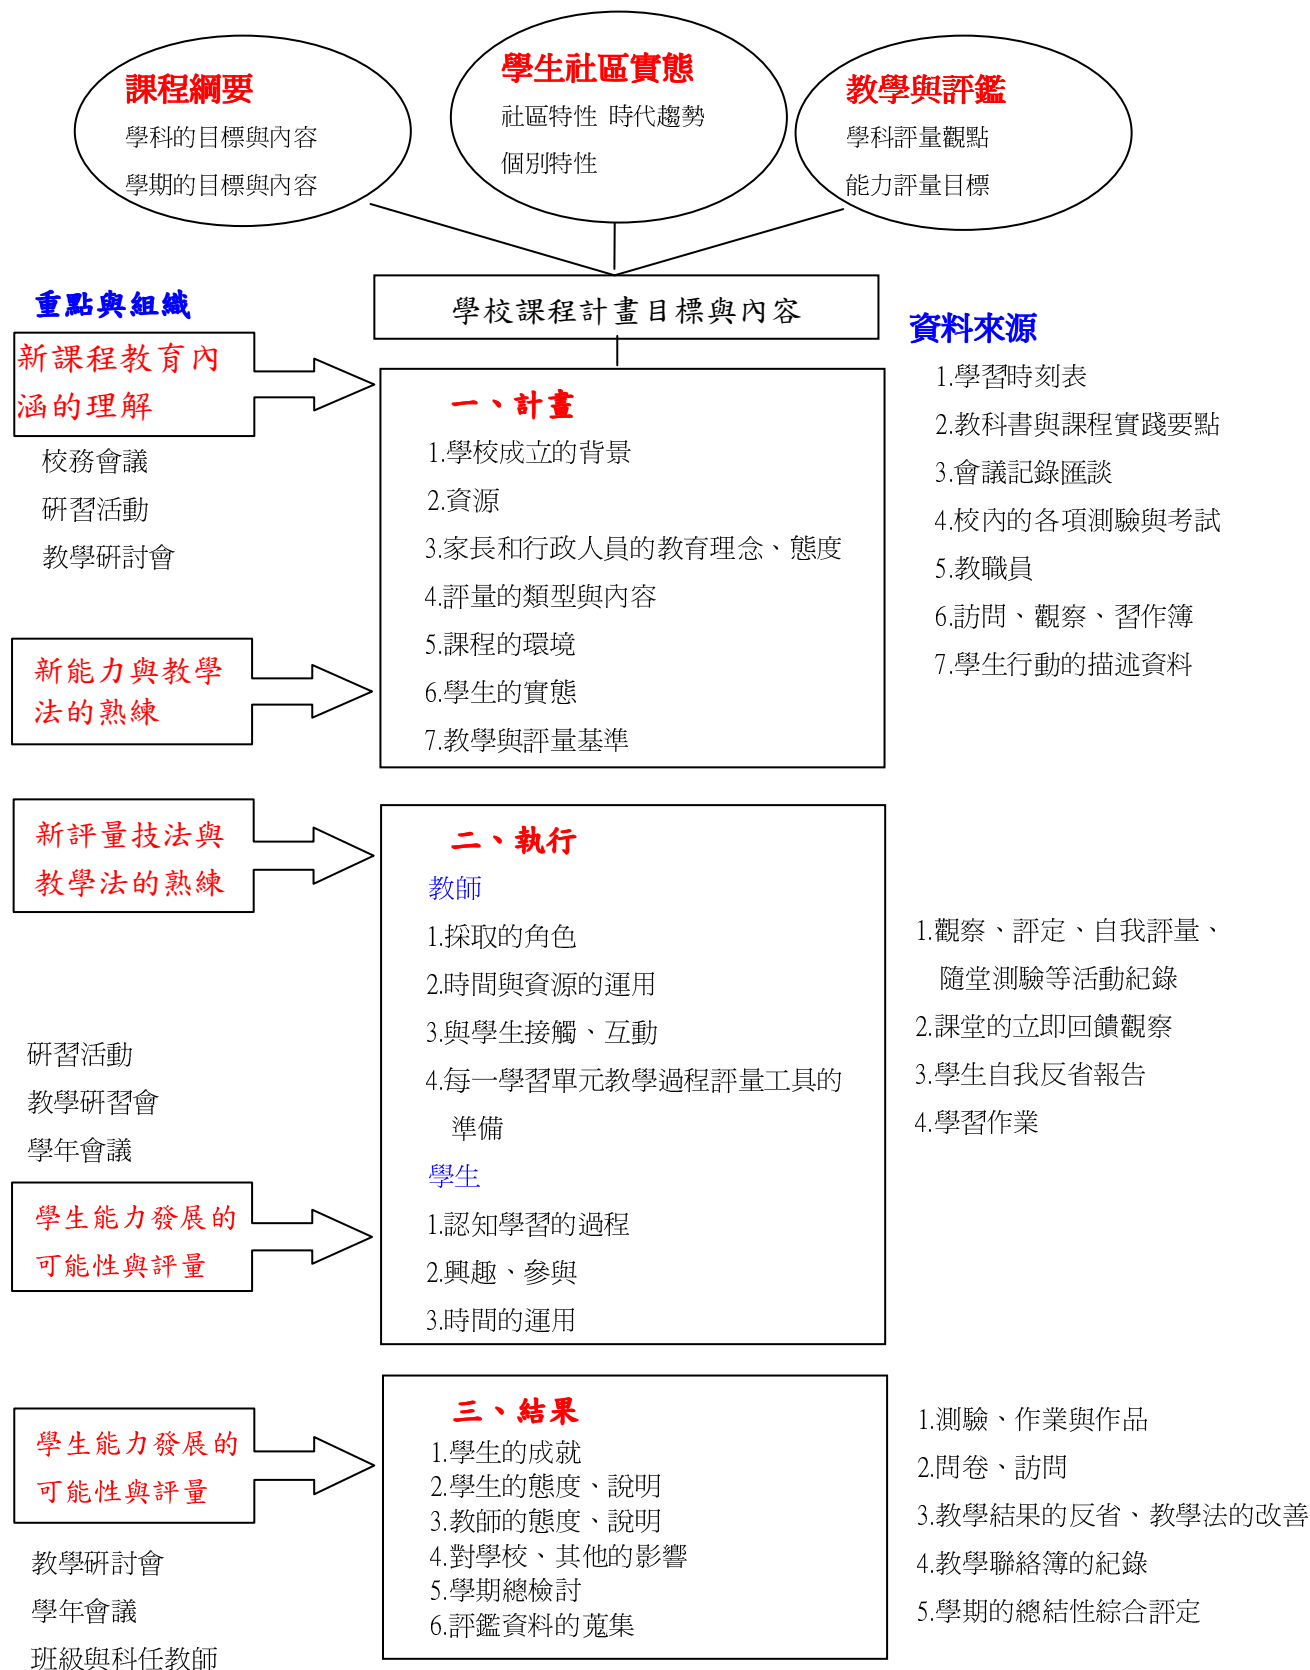 課程綱要
學科的目標與內容
學期的目標與內容
學生社區實態
社區特性 時代趨勢
個別特性
教學與評鑑
學科評量觀點
能力評量目標
學校課程計畫目標與內容
重點與組織
新課程教育內
涵的理解
校務會議
研習活動
教學研討會
新能力與教學
法的熟練
一、計畫
1.學校成立的背景
2.資源
3.家長和行政人員的教育理念、態度
4.評量的類型與內容
5.課程的環境
6.學生的實態
7.教學與評量基準
資料來源
1.學習時刻表
2.教科書與課程實踐要點
3.會議記錄匯談
4.校內的各項測驗與考試
5.教職員
6.訪問、觀察、習作簿
7.學生行動的描述資料
新評量技法與
教學法的熟練
研習活動
教學研習會
學年會議
學生能力發展的
可能性與評量
二、執行
教師
1.採取的角色
2.時間與資源的運用
3.與學生接觸、互動
4.每一學習單元教學過程評量工具的
準備
學生
1.認知學習的過程
2.興趣、參與
3.時間的運用
1.觀察、評定、自我評量、
隨堂測驗等活動紀錄
2.課堂的立即回饋觀察
3.學生自我反省報告
4.學習作業
學生能力發展的
可能性與評量
教學研討會
學年會議
班級與科任教師
三、結果
1.學生的成就
2.學生的態度、說明
3.教師的態度、說明
4.對學校、其他的影響
5.學期總檢討
6.評鑑資料的蒐集
1.測驗、作業與作品
2.問卷、訪問
3.教學結果的反省、教學法的改善
4.教學聯絡簿的紀錄
5.學期的總結性綜合評定